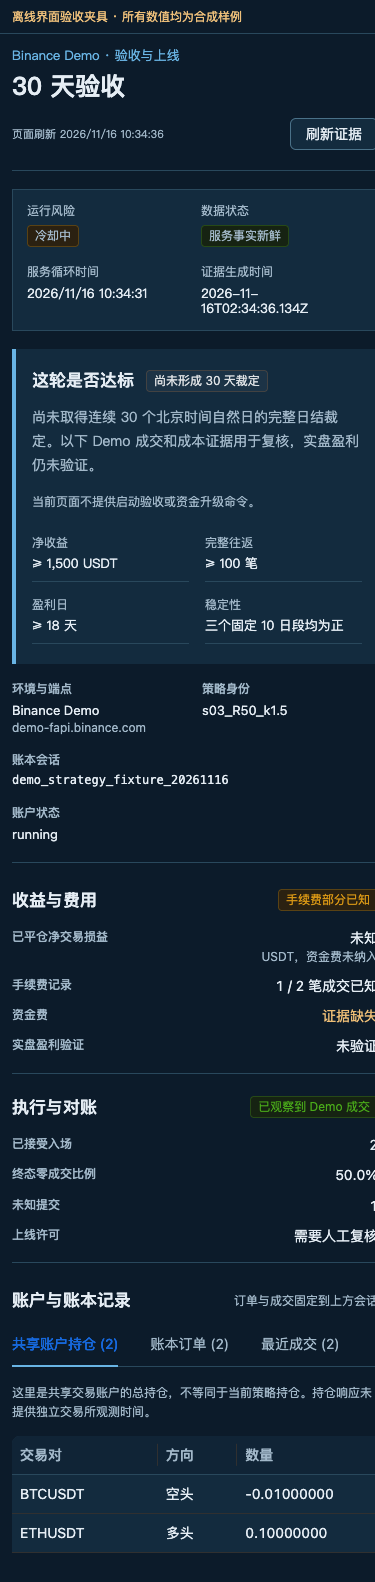 离线界面验收夹具 · 所有数值均为合成样例
Binance Demo · 验收与上线
30 天验收
页面刷新 2026/11/16 10:34:36
刷新证据
运行风险
数据状态
冷却中
服务事实新鲜
服务循环时间
证据生成时间
2026/11/16 10:34:31
2026-11-
16T02:34:36.134Z
这轮是否达标
尚未形成 30 天裁定
尚未取得连续 30 个北京时间自然日的完整日结裁
定。以下 Demo 成交和成本证据用于复核，实盘盈利
仍未验证。
当前页面不提供启动验收或资金升级命令。
净收益
完整往返
≥ 1,500 USDT
≥ 100 笔
盈利日
稳定性
≥ 18 天
三个固定 10 日段均为正
环境与端点
策略身份
Binance Demo
s03_R50_k1.5
demo-fapi.binance.com
账本会话
demo_strategy_fixture_20261116
账户状态
running
收益与费用
手续费部分已知
已平仓净交易损益
未知
USDT，资金费未纳入
手续费记录
1 / 2 笔成交已知
资金费
证据缺失
实盘盈利验证
未验证
执行与对账
已观察到 Demo 成交
已接受入场
2
终态零成交比例
50.0%
未知提交
1
上线许可
需要人工复核
账户与账本记录
订单与成交固定到上方会话
共享账户持仓 (2)
账本订单 (2)
最近成交 (2)
这里是共享交易账户的总持仓，不等同于当前策略持仓。持仓响应未
提供独立交易所观测时间。
交易对
方向
数量
BTCUSDT
空头
-0.01000000
ETHUSDT
多头
0.10000000